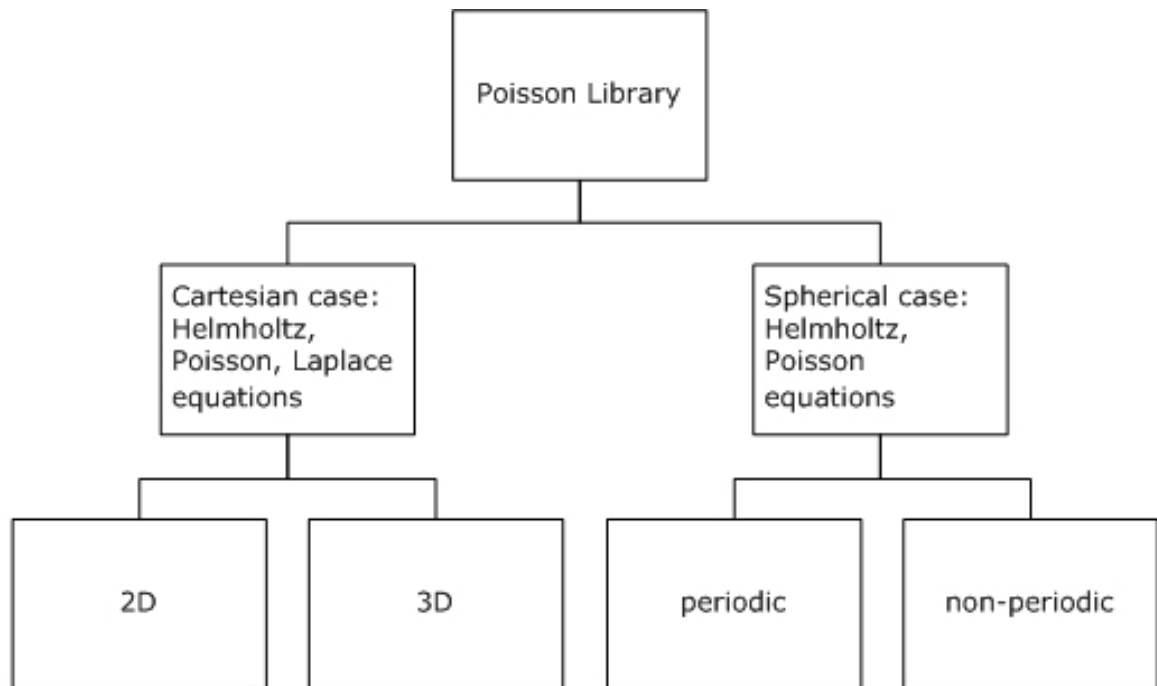 Poisson Library
Cartesian case:
Helmholtz,
Poisson, Laplace
equations
Spherical case:
Helmholtz,
Poisson
equations
2D
3D
periodic
non-periodic